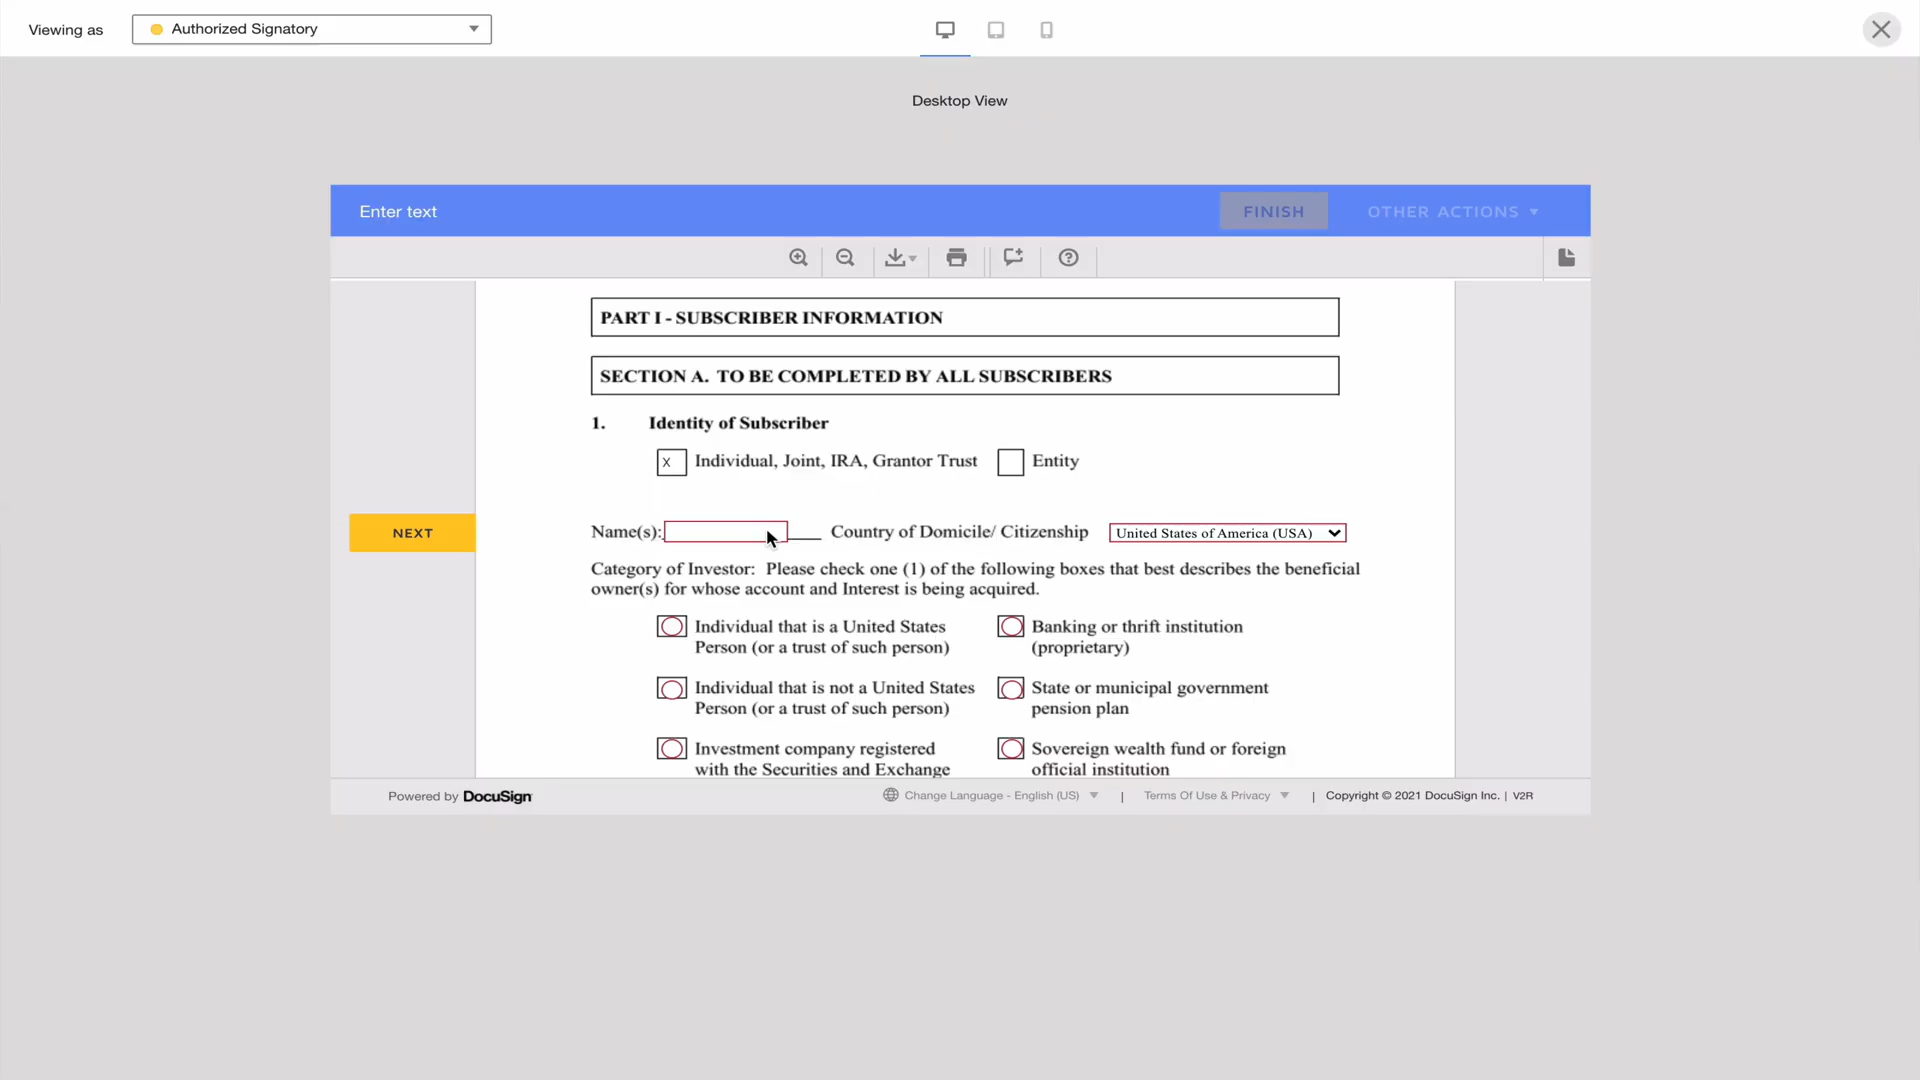 Viewing as
Authorized Signatory
Desktop View
Enter text
FINISH
OTHER ACTIONS
PART I - SUBSCRIBER INFORMATION
SECTION A. TO BE COMPLETED BY ALL SUBSCRIBERS
1. Identity of Subscriber
X Individual, Joint, IRA, Grantor Trust Entity
NEXT
Name(s): Country of Domicile/ Citizenship United States of America (USA)
Category of Investor: Please check one (1) of the following boxes that best describes the beneficial
owner(s) for whose account and Interest is being acquired.
Individual that is a United States
Person (or a trust of such person)
Banking or thrift institution
(proprietary)
Individual that is not a United States
Person (or a trust of such person)
State or municipal government
pension plan
Investment company registered
with the Securities and Exchange
Sovereign wealth fund or foreign
official institution
Powered by DocuSign
Change Language - English (US) | Terms Of Use & Privacy | Copyright © 2021 DocuSign Inc. | V2R